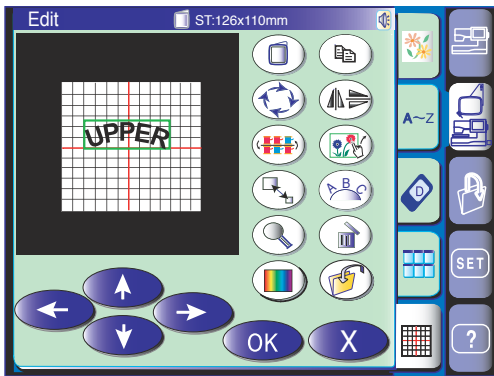 Edit
ST:126x110mm
UPPER
A~Z
D
A B C
SET
?
OK
X